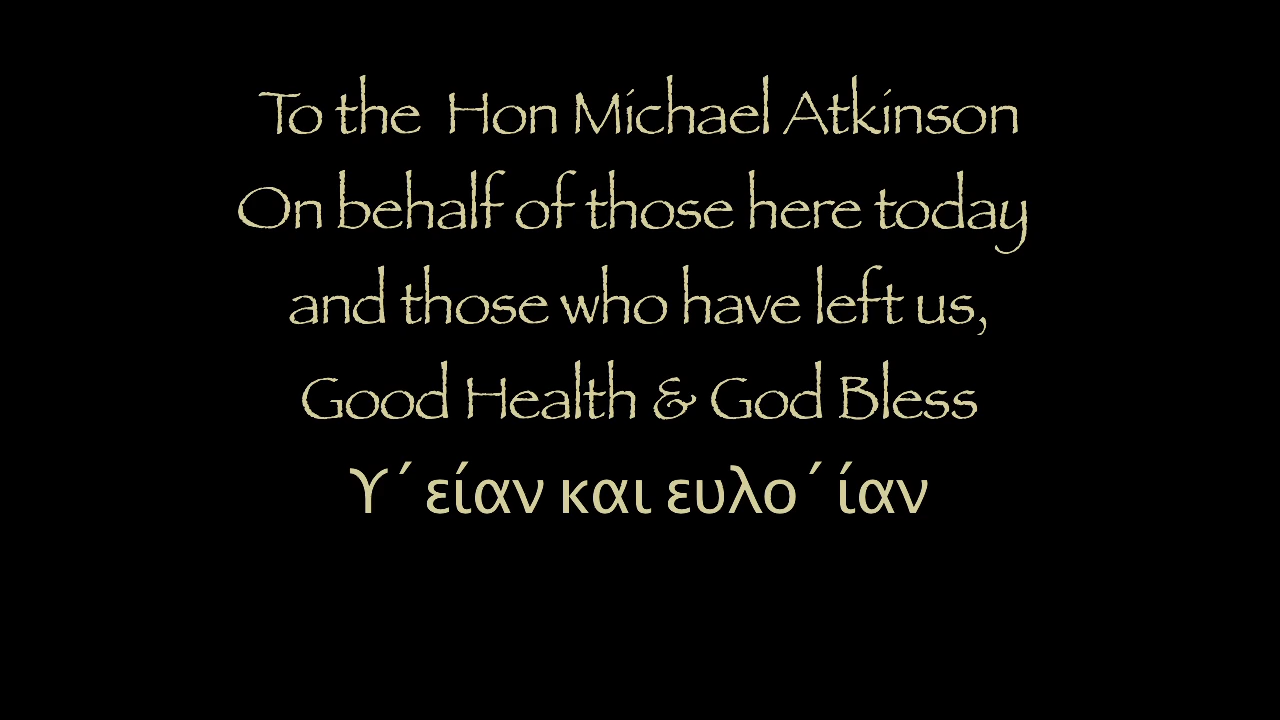 To the Hon Michael Atkinson
On behalf of those here today
and those who have left us,
Good Health & God Bless
ϒ΄είαν και ευλο΄ίαν